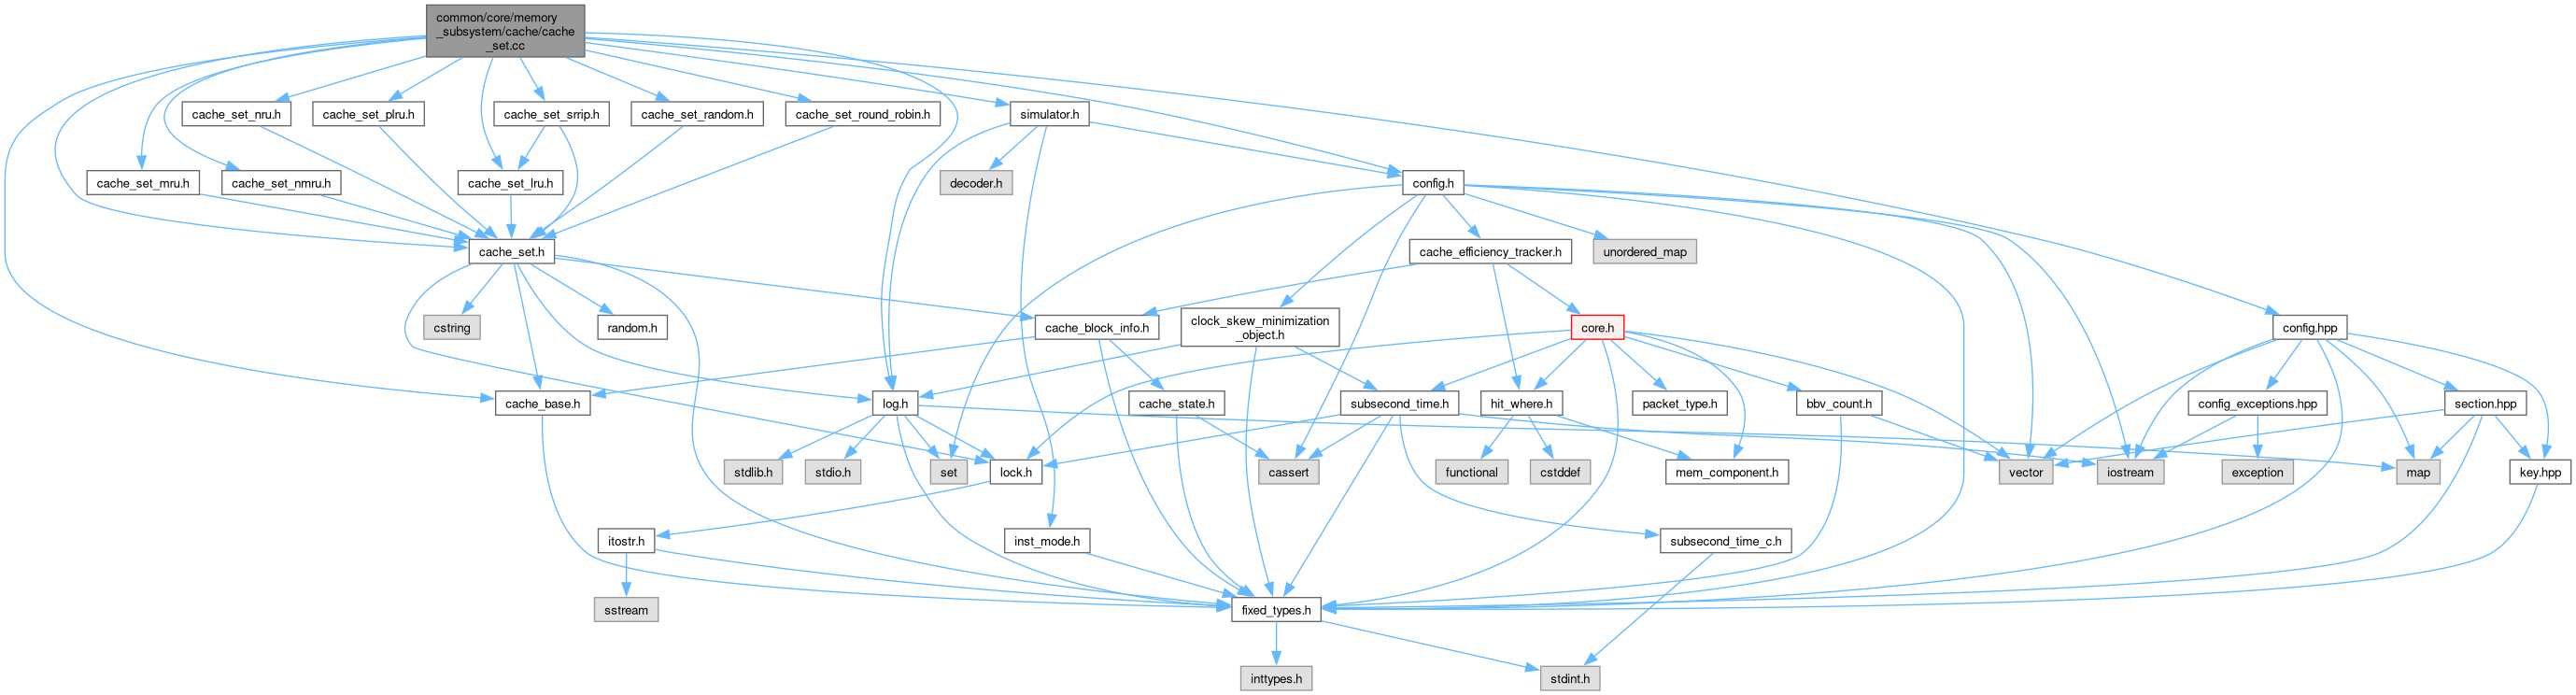 common/core/memory
_subsystem/cache/cache
_set.cc
cache_set_nru.h
cache_set_plru.h
cache_set_srrip.h
cache_set_random.h
cache_set_round_robin.h
simulator.h
cache_set_mru.h
cache_set_nmru.h
cache_set_lru.h
decoder.h
config.h
cache_set.h
cache_efficiency_tracker.h
unordered_map
cstring
random.h
cache_block_info.h
clock_skew_minimization
_object.h
core.h
config.hpp
cache_base.h
log.h
cache_state.h
subsecond_time.h
hit_where.h
packet_type.h
bbv_count.h
config_exceptions.hpp
section.hpp
stdlib.h
stdio.h
set
lock.h
cassert
functional
cstddef
mem_component.h
vector
iostream
exception
map
key.hpp
itostr.h
inst_mode.h
subsecond_time_c.h
sstream
fixed_types.h
inttypes.h
stdint.h